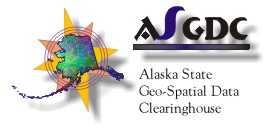 ASGDC
Alaska State
Geo-Spatial Data
Clearinghouse